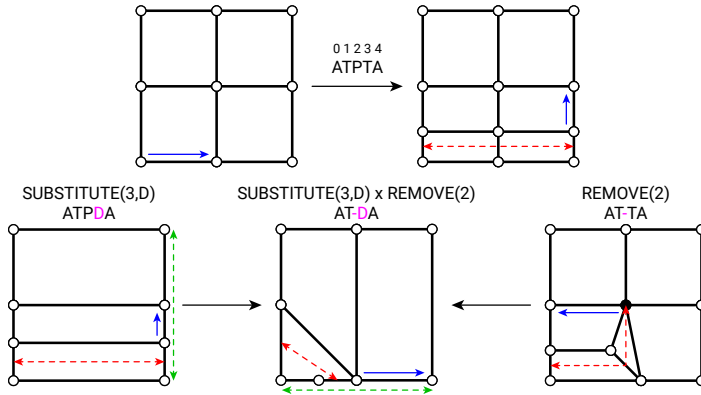 0 1 2 3 4
ATPTA
SUBSTITUTE(3,D)
ATPDA
SUBSTITUTE(3,D) x REMOVE(2)
AT-DA
REMOVE(2)
AT-TA